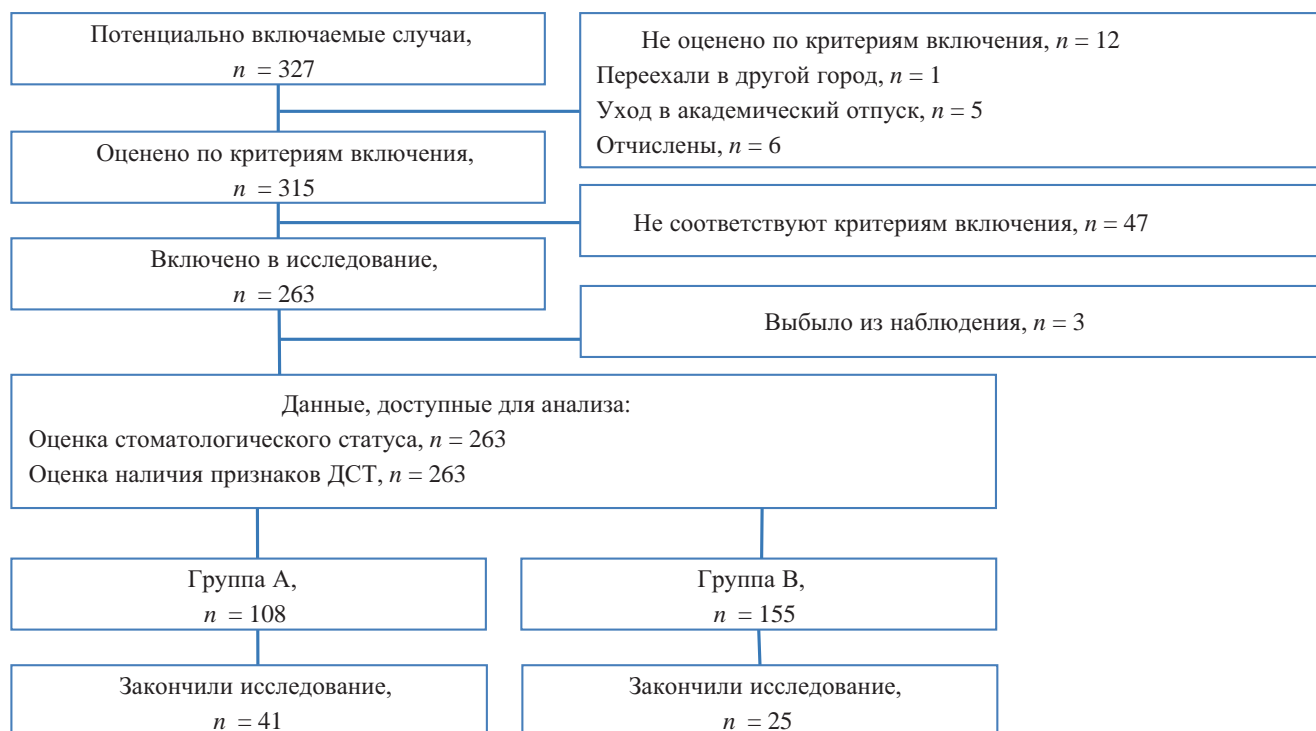 Потенциально включаемые случаи,
n = 327
Не оценено по критериям включения, n = 12
Переехали в другой город, n = 1
Уход в академический отпуск, n = 5
Отчислены, n = 6
Оценено по критериям включения,
n = 315
Не соответствуют критериям включения, n = 47
Включено в исследование,
n = 263
Выбыло из наблюдения, n = 3
Данные, доступные для анализа:
Оценка стоматологического статуса, n = 263
Оценка наличия признаков ДСТ, n = 263
Группа А,
n = 108
Группа В,
n = 155
Закончили исследование,
n = 41
Закончили исследование,
n = 25